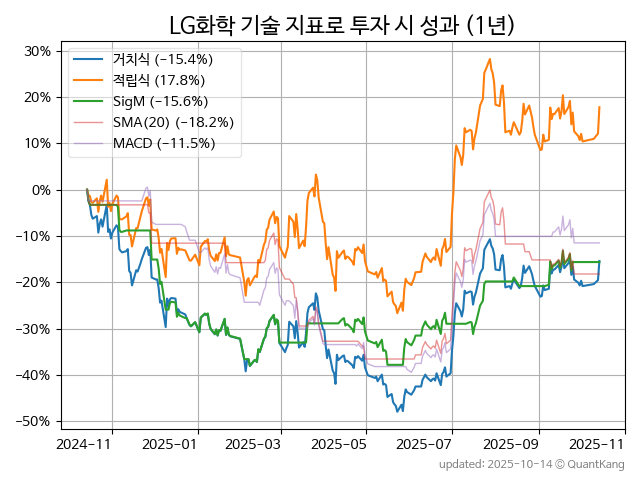 LG화학 기술 지표로 투자 시 성과 (1년)
거치식 (−15.4%)
적립식 (17.8%)
SigM (−15.6%)
SMA(20) (−18.2%)
MACD (−11.5%)
30%
20%
10%
0%
−10%
−20%
−30%
−40%
−50%
2024−11
2025−01
2025−03
2025−05
2025−07
2025−09
2025−11
updated: 2025-10-14 © QuantKang